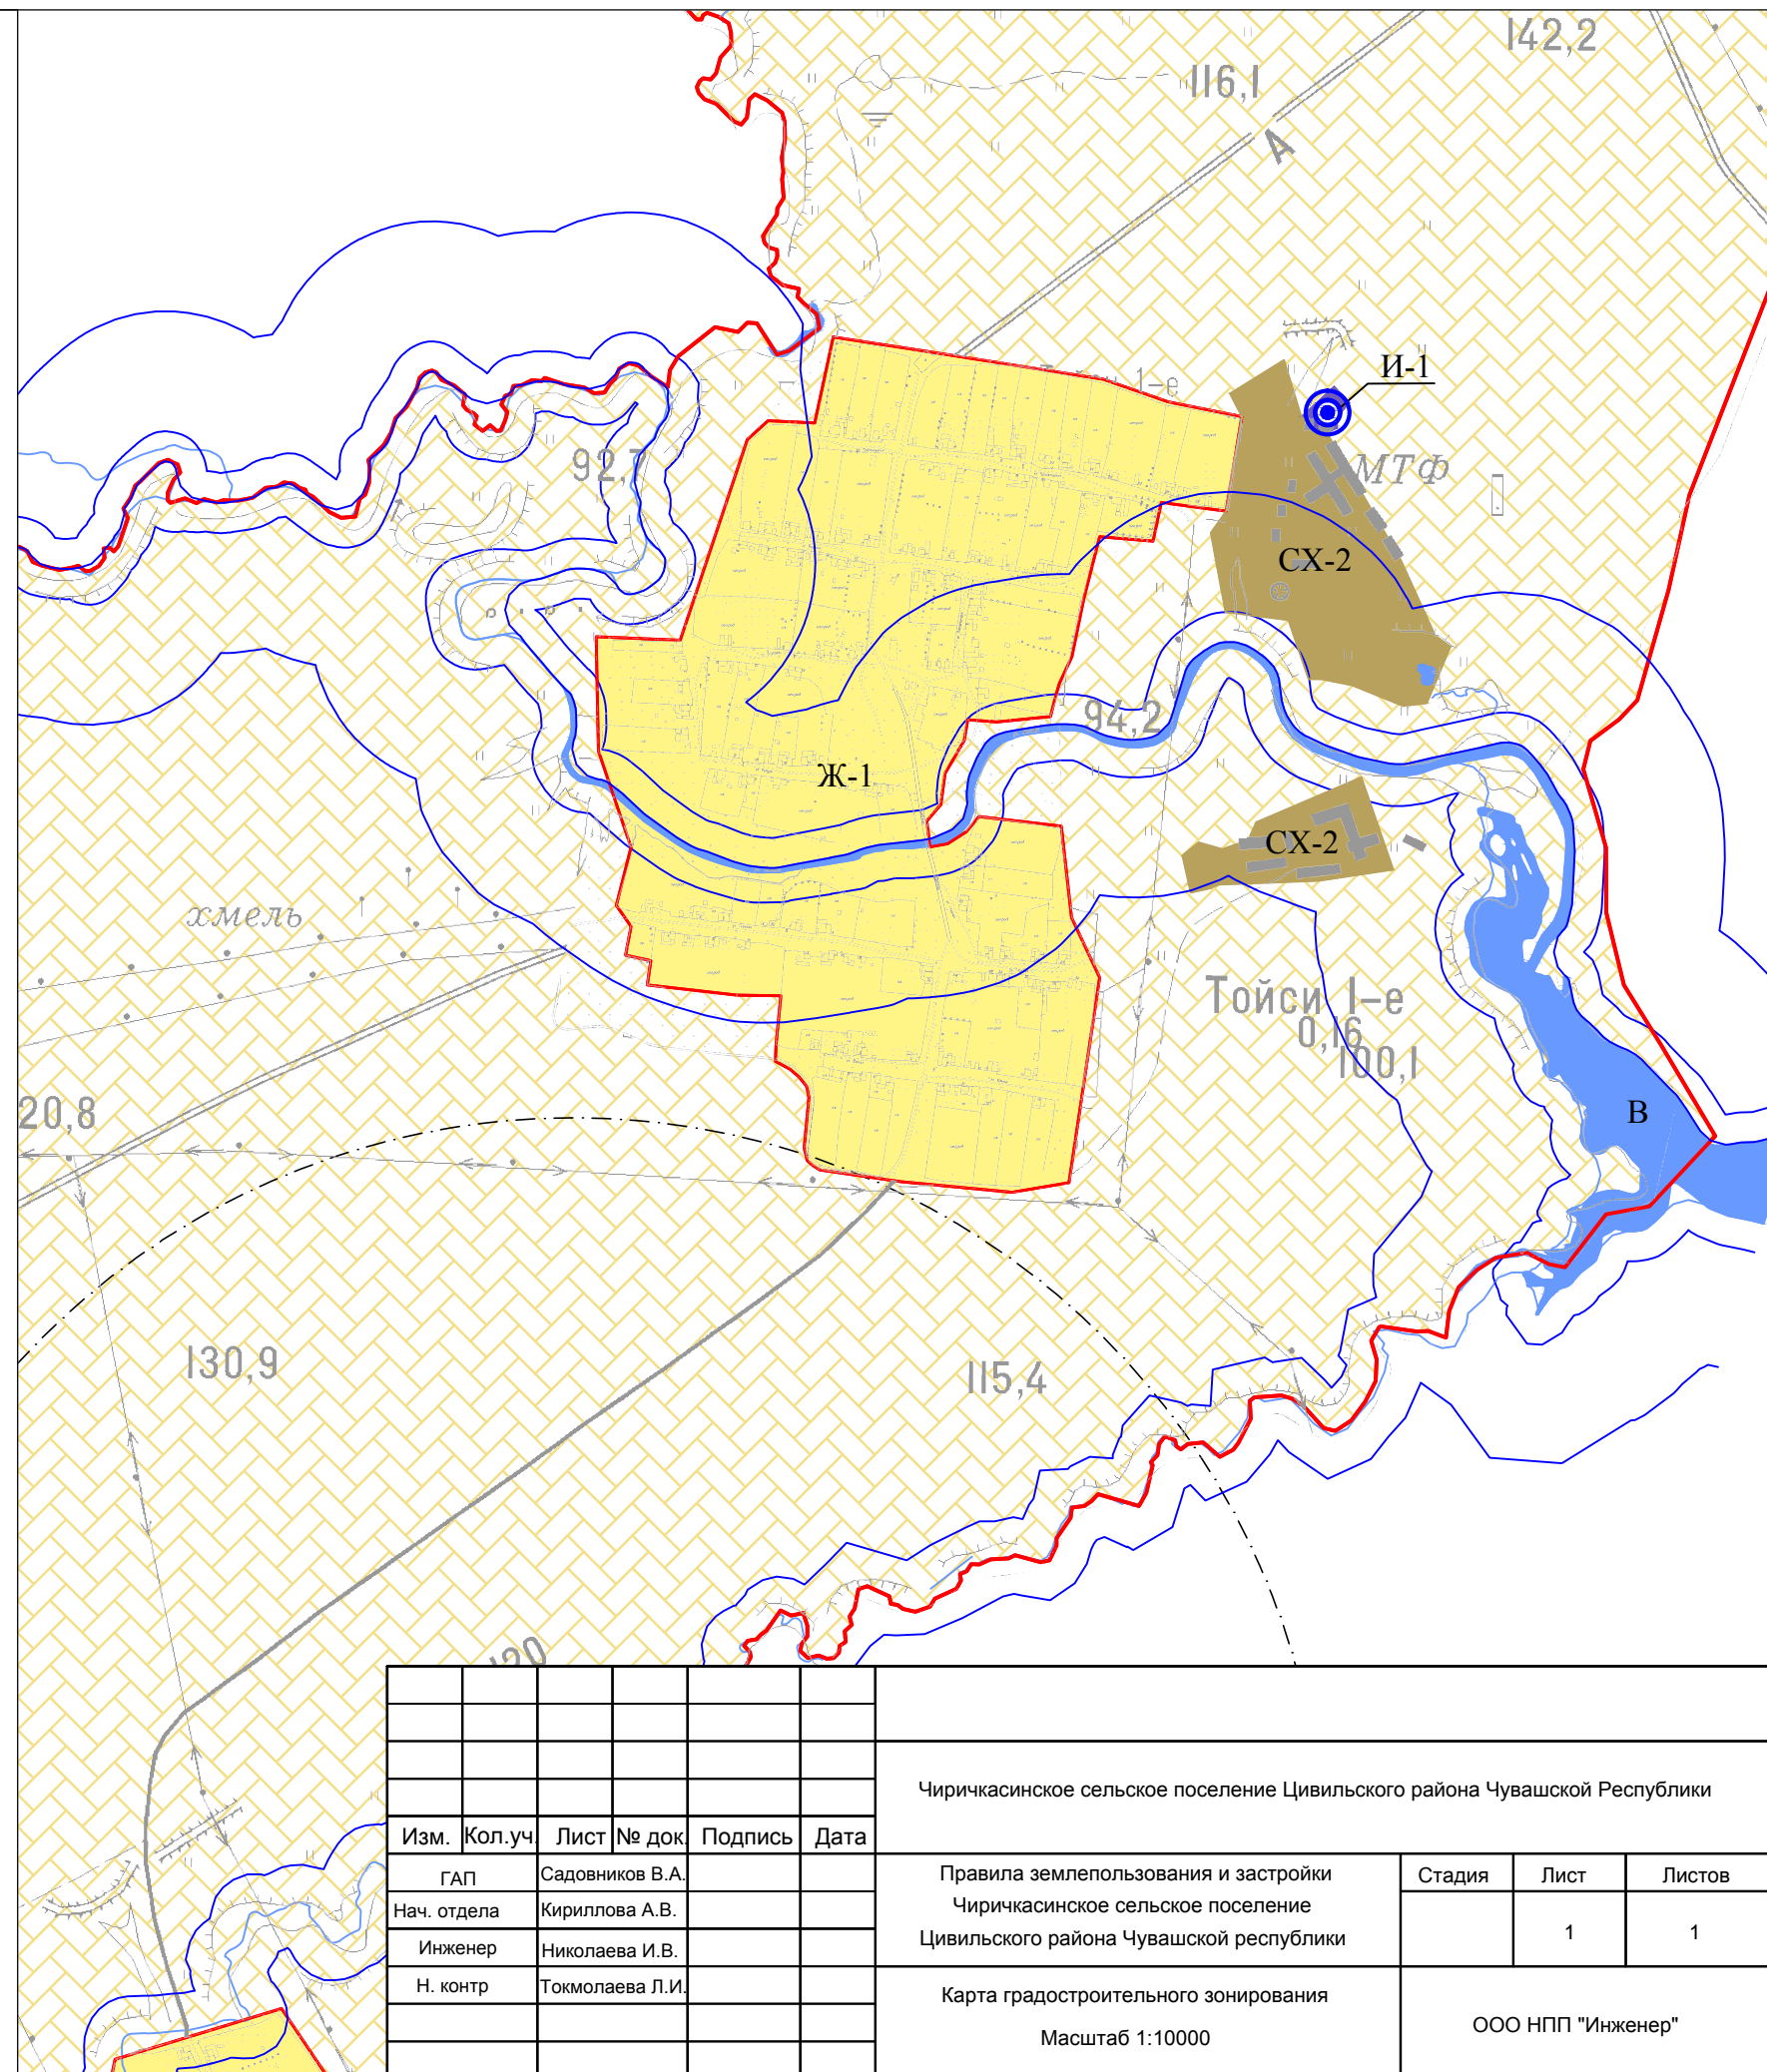 142,2
116,1
А
И-1
1-е
92,7
МТФ
СХ-2
94,2
Ж-1
СХ-2
хмель
Тойси 1-е
0,16
100,1
20,8
В
130,9
115,4
120
Чиричкасинское сельское поселение Цивильского района Чувашской Республики
Изм. Кол.уч. Лист № док. Подпись Дата
ГАП Садовников В.А.
Нач. отдела Кириллова А.В.
Инженер Николаева И.В.
Н. контр Токмолаева Л.И.
Правила землепользования и застройки
Чиричкасинское сельское поселение
Цивильского района Чувашской республики
Стадия Лист Листов
1 1
Карта градостроительного зонирования
Масштаб 1:10000
ООО НПП "Инженер"